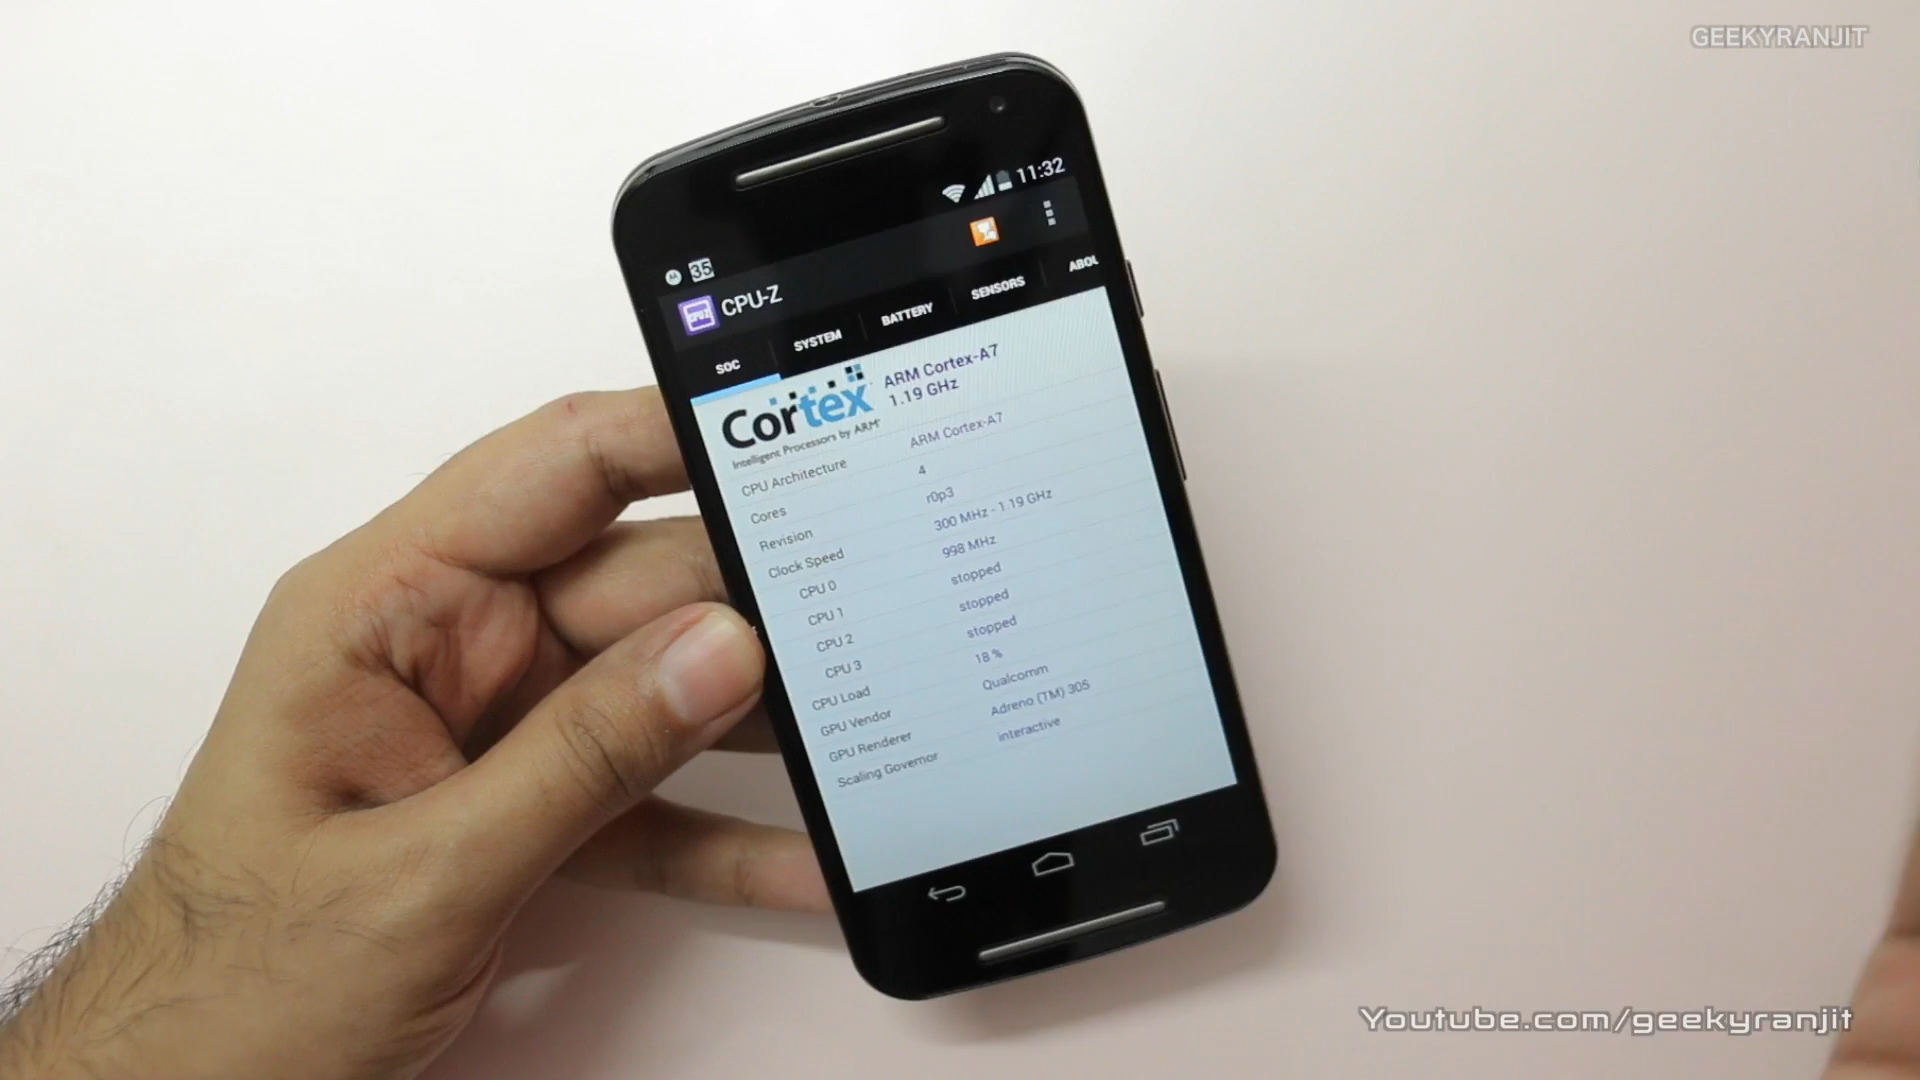 GEEKYRANJIT
11:32
35
CPU-Z
SOC SYSTEM BATTERY SENSORS ABOU
Cortex
Intelligent Processors by ARM
ARM Cortex-A7
1.19 GHz
CPU Architecture ARM Cortex-A7
Cores 4
Revision r0p3
Clock Speed 300 MHz - 1.19 GHz
CPU 0 998 MHz
CPU 1 stopped
CPU 2 stopped
CPU 3 stopped
CPU Load 18 %
GPU Vendor Qualcomm
GPU Renderer Adreno (TM) 305
Scaling Governor interactive
Youtube.com/geekyranjit